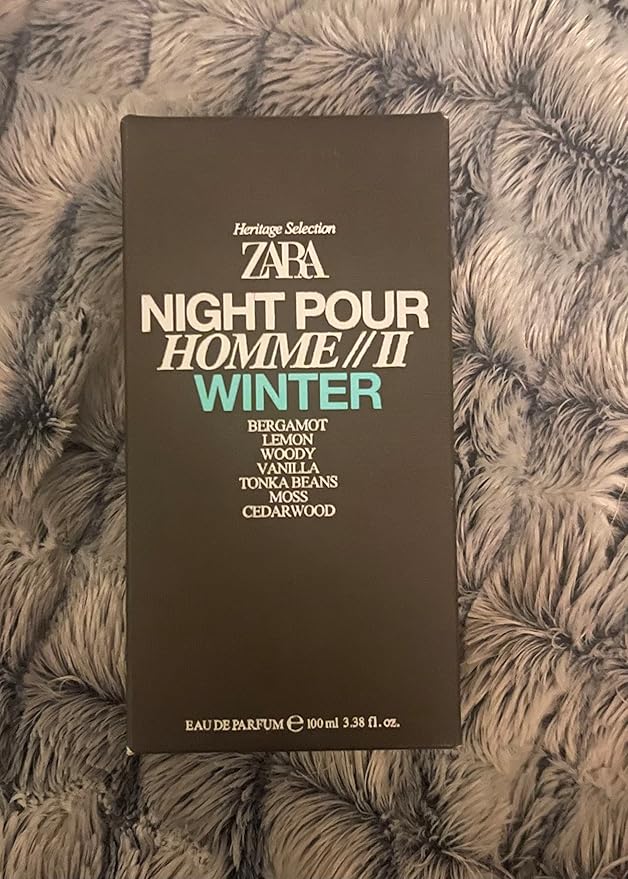 Heritage Selection
ZARA
NIGHT POUR
HOMME // II
WINTER
BERGAMOT
LEMON
WOODY
VANILLA
TONKA BEANS
MOSS
CEDARWOOD
EAU DE PARFUM ℮ 100 ml 3.38 fl. oz.